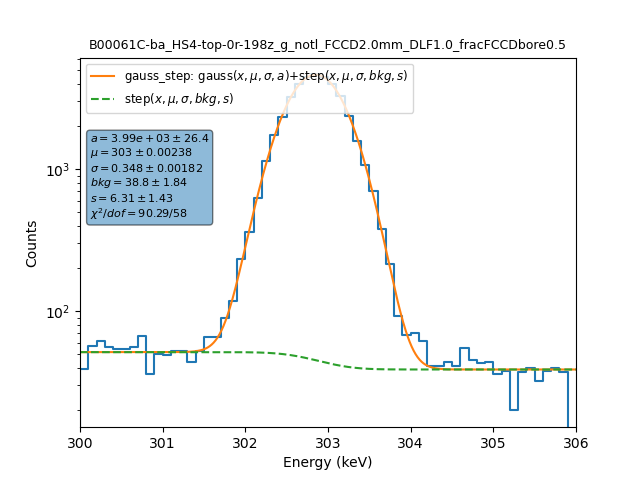 B00061C-ba_HS4-top-0r-198z_g_notl_FCCD2.0mm_DLF1.0_fracFCCDbore0.5
gauss_step: gauss(x, μ, σ, a)+step(x, μ, σ, bkg, s)
step(x, μ, σ, bkg, s)
a = 3.99e + 03 ± 26.4
μ = 303 ± 0.00238
σ = 0.348 ± 0.00182
bkg = 38.8 ± 1.84
s = 6.31 ± 1.43
χ²/dof = 90.29/58
10³
10²
Counts
300 301 302 303 304 305 306
Energy (keV)